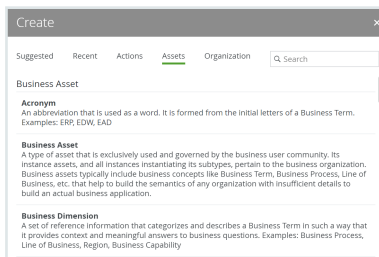 Create ×
Suggested Recent Actions Assets Organization Search
Business Asset
Acronym
An abbreviation that is used as a word. It is formed from the initial letters of a Business Term.
Examples: ERP, EDW, EAD
Business Asset
A type of asset that is exclusively used and governed by the business user community. Its
instance assets, and all instances instantiating its subtypes, pertain to the business organization.
Business assets typically include business concepts like Business Term, Business Process, Line of
Business, etc. that help to build the semantics of any organization with insufficient details to
build an actual business application.
Business Dimension
A set of reference information that categorizes and describes a Business Term in such a way that
it provides context and meaningful answers to business questions. Examples: Business Process,
Line of Business, Region, Business Capability